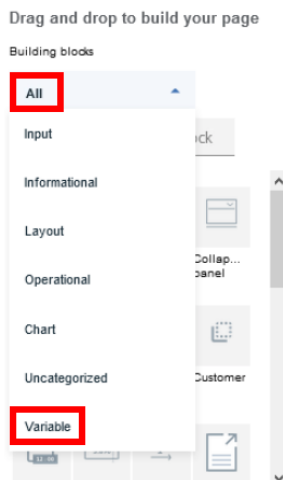 Drag and drop to build your page
Building blocks
All
Input
ock
Informational
Layout
Collap...
panel
Operational
Chart
Uncategorized
Customer
Variable